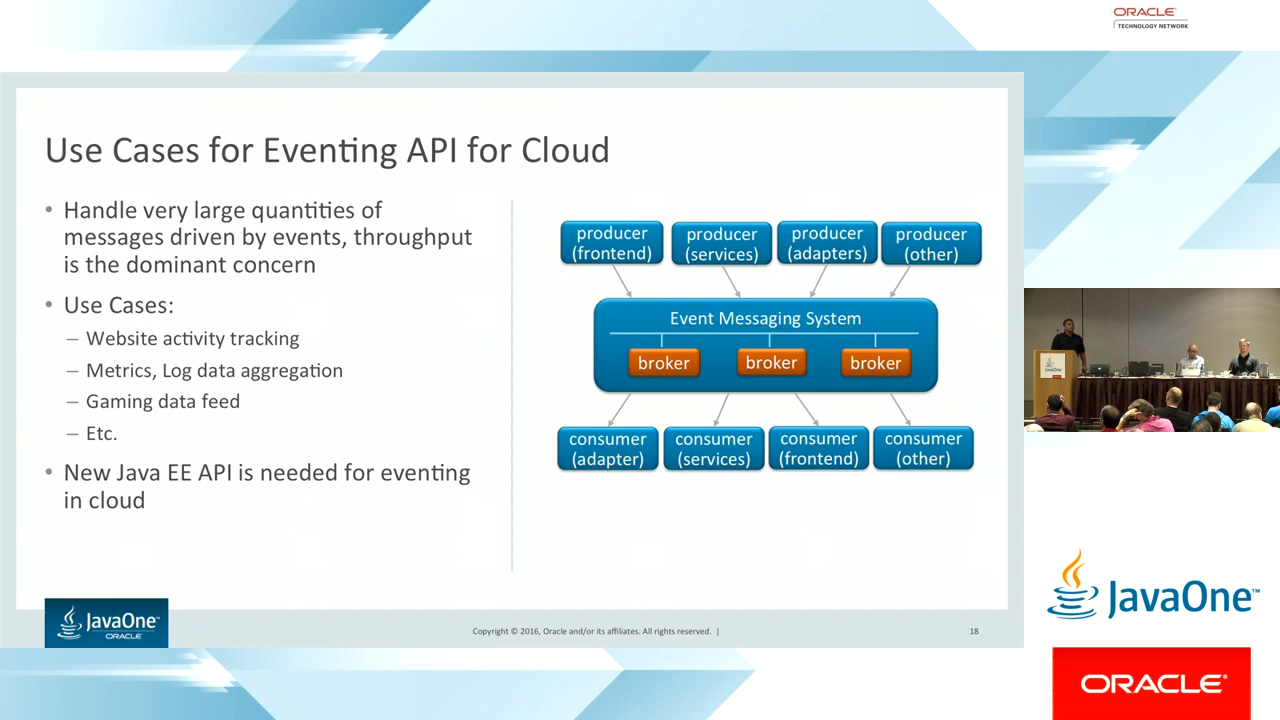 ORACLE
TECHNOLOGY NETWORK
Use Cases for Eventing API for Cloud
• Handle very large quantities of
messages driven by events, throughput
is the dominant concern
• Use Cases:
– Website activity tracking
– Metrics, Log data aggregation
– Gaming data feed
– Etc.
• New Java EE API is needed for eventing
in cloud
producer
(frontend)
producer
(services)
producer
(adapters)
producer
(other)
Event Messaging System
broker
broker
broker
consumer
(adapter)
consumer
(services)
consumer
(frontend)
consumer
(other)
JavaOne™
ORACLE
Copyright © 2016, Oracle and/or its affiliates. All rights reserved. |
18
JavaOne™
ORACLE®